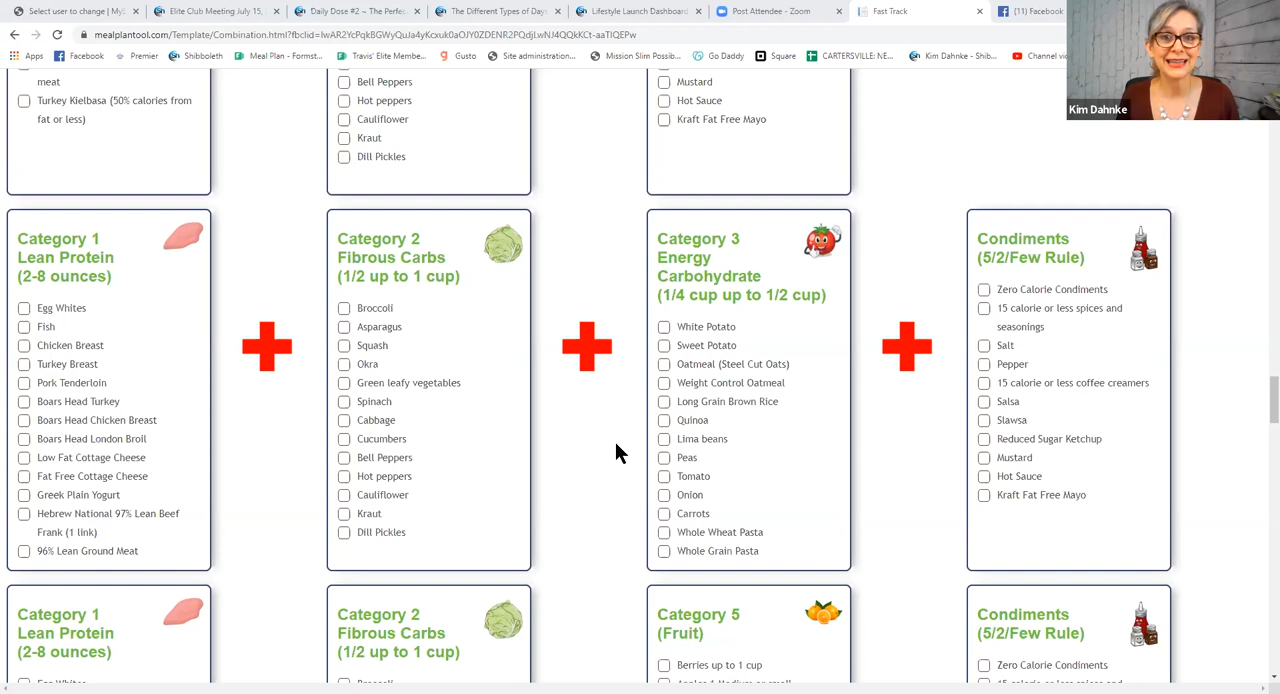 Select user to change | MyS
Elite Club Meeting July 15,
Daily Dose #2 ~ The Perfe
The Different Types of Days
Lifestyle Launch Dashboard
Post Attendee - Zoom
Fast Track
(11) Facebook
Apps
Facebook
Premier
Shibboleth
Meal Plan - Formst...
Travis' Elite Membe...
Gusto
Site administration...
Mission Slim Possib...
Go Daddy
Square
CARTERSVILLE: NE...
Kim Dahnke - Shib...
Channel vi
Kim Dahnke
meat
Turkey Kielbasa (50% calories from
fat or less)
Bell Peppers
Hot peppers
Cauliflower
Kraut
Dill Pickles
Mustard
Hot Sauce
Kraft Fat Free Mayo
Category 1
Lean Protein
(2-8 ounces)
Egg Whites
Fish
Chicken Breast
Turkey Breast
Pork Tenderloin
Boars Head Turkey
Boars Head Chicken Breast
Boars Head London Broil
Low Fat Cottage Cheese
Fat Free Cottage Cheese
Greek Plain Yogurt
Hebrew National 97% Lean Beef
Frank (1 link)
96% Lean Ground Meat
Category 2
Fibrous Carbs
(1/2 up to 1 cup)
Broccoli
Asparagus
Squash
Okra
Green leafy vegetables
Spinach
Cabbage
Cucumbers
Bell Peppers
Hot peppers
Cauliflower
Kraut
Dill Pickles
Category 3
Energy
Carbohydrate
(1/4 cup up to 1/2 cup)
White Potato
Sweet Potato
Oatmeal (Steel Cut Oats)
Weight Control Oatmeal
Long Grain Brown Rice
Quinoa
Lima beans
Peas
Tomato
Onion
Carrots
Whole Wheat Pasta
Whole Grain Pasta
Condiments
(5/2/Few Rule)
Zero Calorie Condiments
15 calorie or less spices and
seasonings
Salt
Pepper
15 calorie or less coffee creamers
Salsa
Slawsa
Reduced Sugar Ketchup
Mustard
Hot Sauce
Kraft Fat Free Mayo
Category 1
Lean Protein
(2-8 ounces)
Category 2
Fibrous Carbs
(1/2 up to 1 cup)
Category 5
(Fruit)
Berries up to 1 cup
Condiments
(5/2/Few Rule)
Zero Calorie Condiments